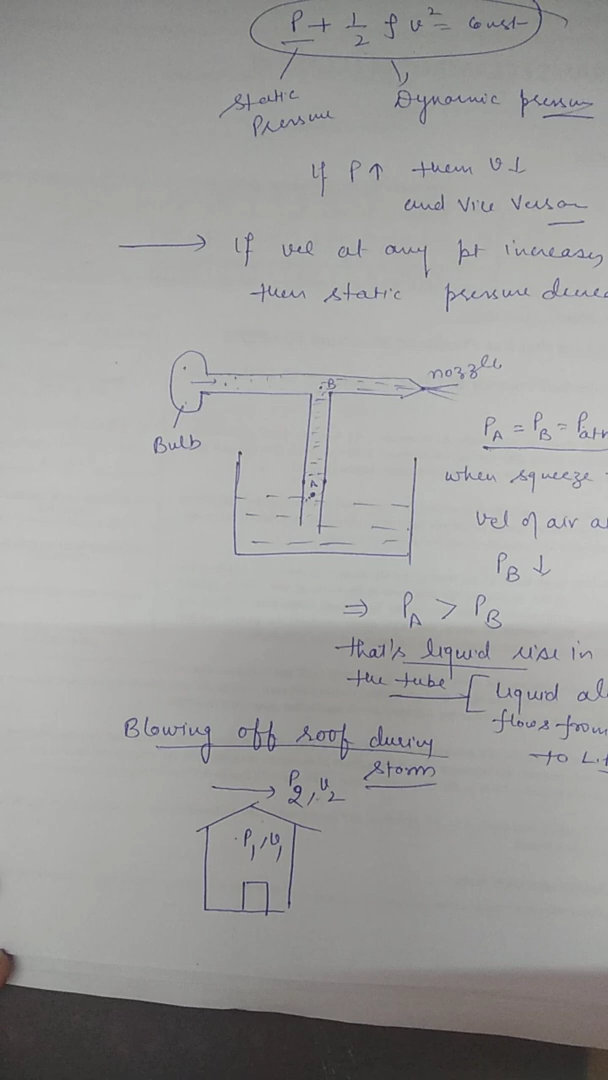 P + 1/2 ρ v² = const
Static Pressure
Dynamic pressure
If P↑ them v↓
and vice versa
→ If vel at any pt increases,
then static pressure
nozzle
B
Bulb
A
P_A = P_B = P
when squeeze
vel of air
P_B ↓
⇒ P_A > P_B
that's liquid rise in
the tube [liquid
flows from
to
Blowing off roof during
storm
→ P2, v2
P1, v1